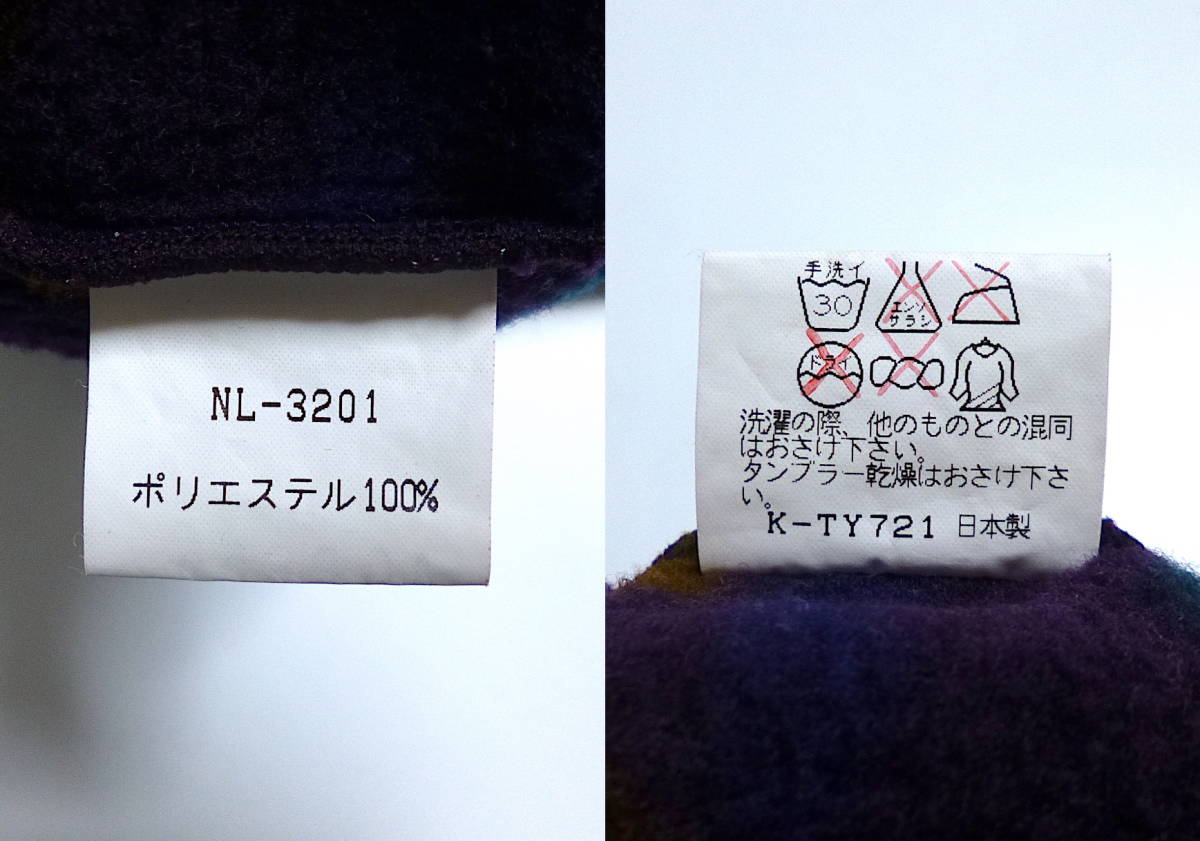 NL-3201
ポリエステル100%
手洗イ
30
エンソ
サラシ
ドライ
洗濯の際、他のものとの混同
はおさけ下さい。
タンブラー乾燥はおさけ下さ
い。
K-TY721 日本製